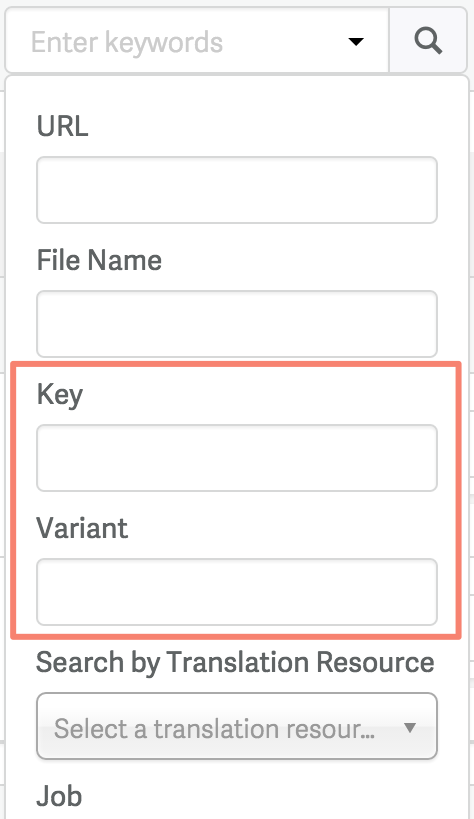 Enter keywords
URL
File Name
Key
Variant
Search by Translation Resource
Select a translation resour...
Job